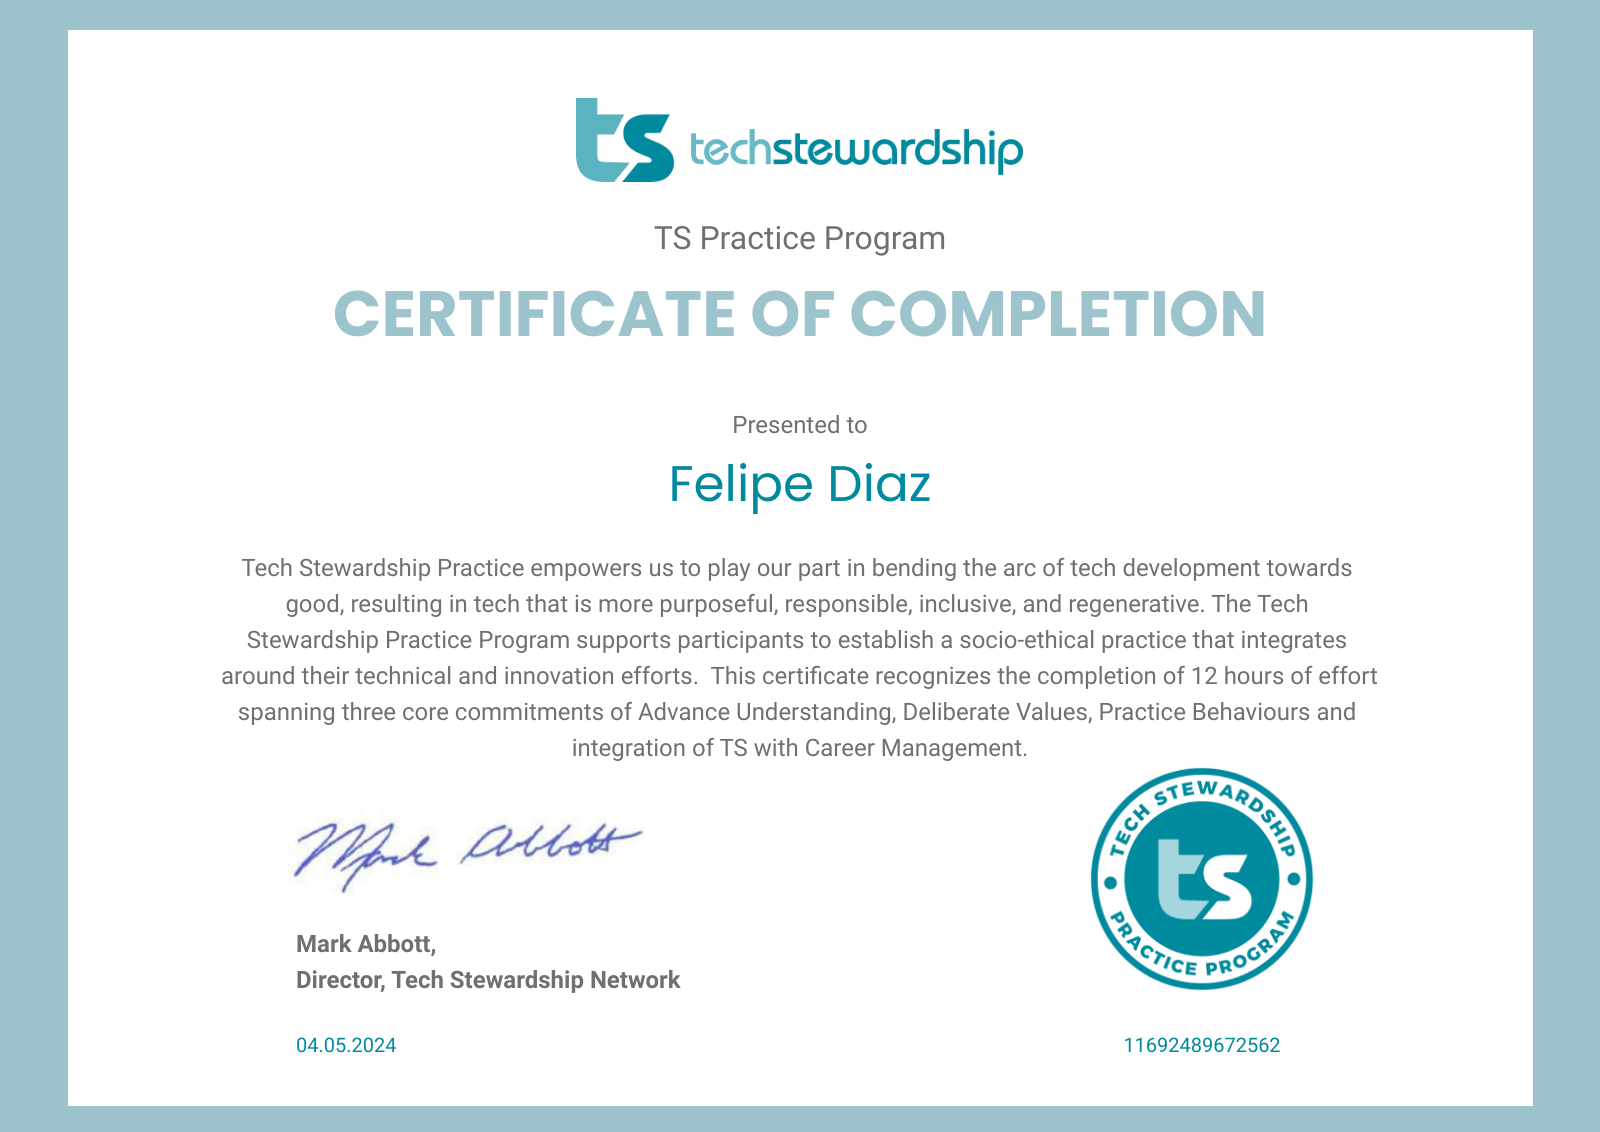 ts techstewardship
TS Practice Program
CERTIFICATE OF COMPLETION
Presented to
Felipe Diaz
Tech Stewardship Practice empowers us to play our part in bending the arc of tech development towards
good, resulting in tech that is more purposeful, responsible, inclusive, and regenerative. The Tech
Stewardship Practice Program supports participants to establish a socio-ethical practice that integrates
around their technical and innovation efforts.  This certificate recognizes the completion of 12 hours of effort
spanning three core commitments of Advance Understanding, Deliberate Values, Practice Behaviours and
integration of TS with Career Management.
Mark Abbott
Mark Abbott,
Director, Tech Stewardship Network
04.05.2024
TECH STEWARDSHIP
ts
PRACTICE PROGRAM
11692489672562